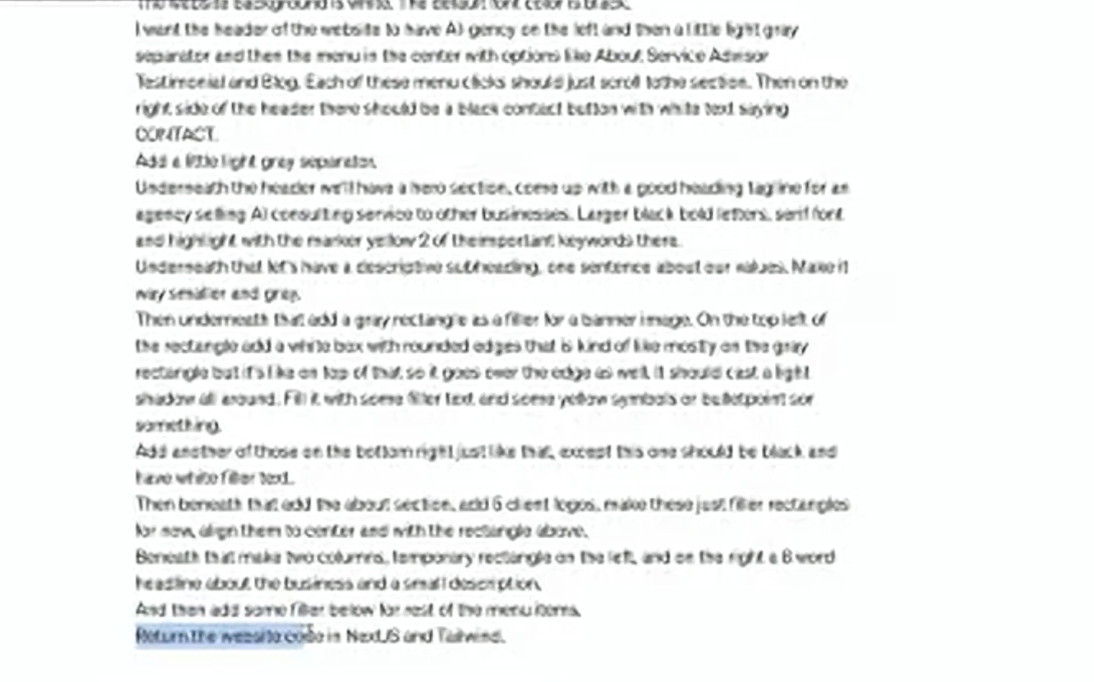 The website background is white. The default font color is black.
I want the header of the website to have AI gency on the left and then a little light gray
separator and then the menu in the center with options like About Service Advisor
Testimonial and Blog. Each of these menu clicks should just scroll to the section. Then on the
right side of the header there should be a black contact button with white text saying
CONTACT.
Add a little light gray separator.
Underneath the header we'll have a hero section, come up with a good heading tagline for an
agency selling AI consulting service to other businesses. Larger black bold letters, serif font
and highlight with the marker yellow 2 of the important keywords there.
Underneath that let's have a descriptive subheading, one sentence about our values. Make it
way smaller and gray.
Then underneath that add a gray rectangle as a filler for a banner image. On the top left of
the rectangle add a white box with rounded edges that is kind of like mostly on the gray
rectangle but it's like on top of that so it goes over the edge as well. It should cast a light
shadow all around. Fill it with some filler text and some yellow symbols or bulletpoint sor
something.
Add another of those on the bottom right just like that, except this one should be black and
have white filler text.
Then beneath that add the about section, add 6 client logos, make these just filler rectangles
for now, align them to center and with the rectangle above.
Beneath that make two columns, temporary rectangle on the left, and on the right a 8 word
headline about the business and a small description.
And then add some filler below for rest of the menu items.
Return the website code in NextJS and Tailwind.